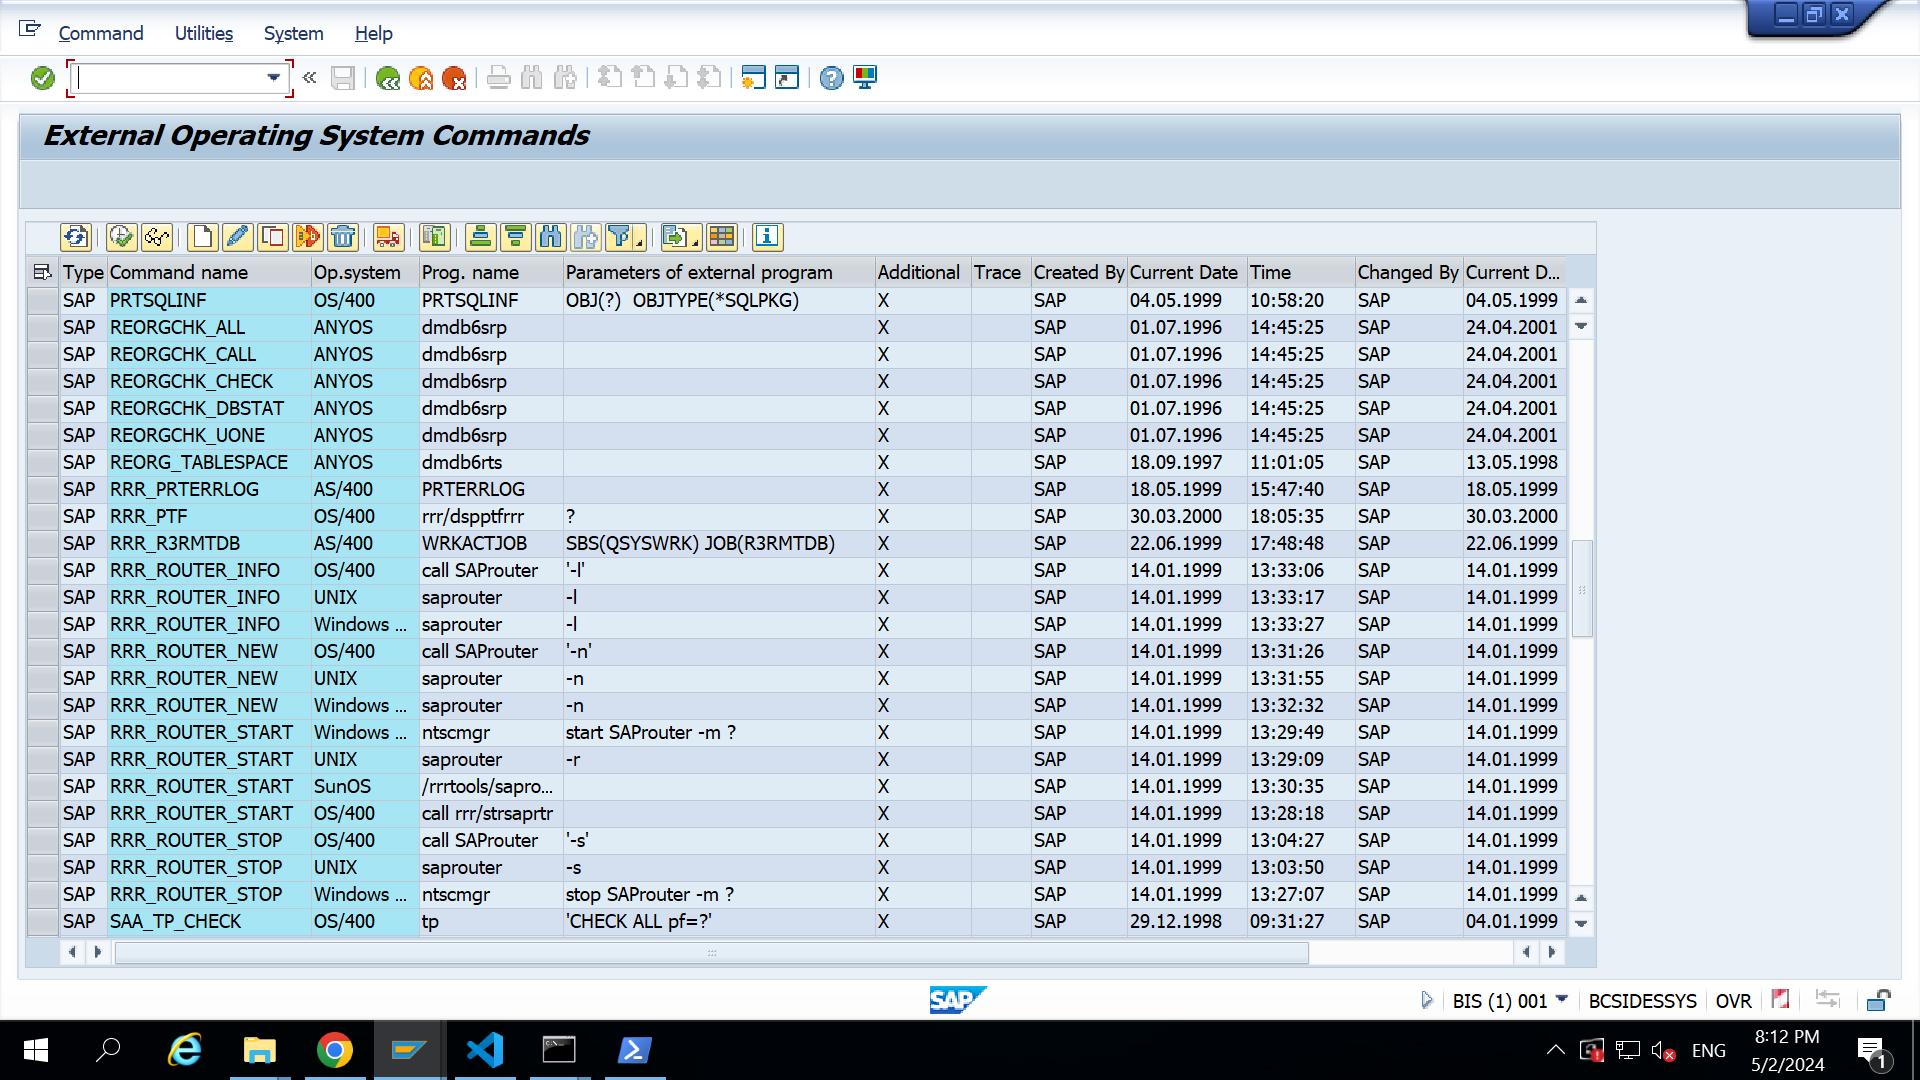 Command Utilities System Help
External Operating System Commands
Type Command name Op.system Prog. name Parameters of external program Additional Trace Created By Current Date Time Changed By Current D...
SAP PRTSQLINF OS/400 PRTSQLINF OBJ(?) OBJTYPE(*SQLPKG) X SAP 04.05.1999 10:58:20 SAP 04.05.1999
SAP REORGCHK_ALL ANYOS dmdb6srp X SAP 01.07.1996 14:45:25 SAP 24.04.2001
SAP REORGCHK_CALL ANYOS dmdb6srp X SAP 01.07.1996 14:45:25 SAP 24.04.2001
SAP REORGCHK_CHECK ANYOS dmdb6srp X SAP 01.07.1996 14:45:25 SAP 24.04.2001
SAP REORGCHK_DBSTAT ANYOS dmdb6srp X SAP 01.07.1996 14:45:25 SAP 24.04.2001
SAP REORGCHK_UONE ANYOS dmdb6srp X SAP 01.07.1996 14:45:25 SAP 24.04.2001
SAP REORG_TABLESPACE ANYOS dmdb6rts X SAP 18.09.1997 11:01:05 SAP 13.05.1998
SAP RRR_PRTERRLOG AS/400 PRTERRLOG X SAP 18.05.1999 15:47:40 SAP 18.05.1999
SAP RRR_PTF OS/400 rrr/dspptfrrr ? X SAP 30.03.2000 18:05:35 SAP 30.03.2000
SAP RRR_R3RMTDB AS/400 WRKACTJOB SBS(QSYSWRK) JOB(R3RMTDB) X SAP 22.06.1999 17:48:48 SAP 22.06.1999
SAP RRR_ROUTER_INFO OS/400 call SAProuter '-l' X SAP 14.01.1999 13:33:06 SAP 14.01.1999
SAP RRR_ROUTER_INFO UNIX saprouter -l X SAP 14.01.1999 13:33:17 SAP 14.01.1999
SAP RRR_ROUTER_INFO Windows ... saprouter -l X SAP 14.01.1999 13:33:27 SAP 14.01.1999
SAP RRR_ROUTER_NEW OS/400 call SAProuter '-n' X SAP 14.01.1999 13:31:26 SAP 14.01.1999
SAP RRR_ROUTER_NEW UNIX saprouter -n X SAP 14.01.1999 13:31:55 SAP 14.01.1999
SAP RRR_ROUTER_NEW Windows ... saprouter -n X SAP 14.01.1999 13:32:32 SAP 14.01.1999
SAP RRR_ROUTER_START Windows ... ntscmgr start SAProuter -m ? X SAP 14.01.1999 13:29:49 SAP 14.01.1999
SAP RRR_ROUTER_START UNIX saprouter -r X SAP 14.01.1999 13:29:09 SAP 14.01.1999
SAP RRR_ROUTER_START SunOS /rrrtools/sapro... X SAP 14.01.1999 13:30:35 SAP 14.01.1999
SAP RRR_ROUTER_START OS/400 call rrr/strsaprtr X SAP 14.01.1999 13:28:18 SAP 14.01.1999
SAP RRR_ROUTER_STOP OS/400 call SAProuter '-s' X SAP 14.01.1999 13:04:27 SAP 14.01.1999
SAP RRR_ROUTER_STOP UNIX saprouter -s X SAP 14.01.1999 13:03:50 SAP 14.01.1999
SAP RRR_ROUTER_STOP Windows ... ntscmgr stop SAProuter -m ? X SAP 14.01.1999 13:27:07 SAP 14.01.1999
SAP SAA_TP_CHECK OS/400 tp 'CHECK ALL pf=?' X SAP 29.12.1998 09:31:27 SAP 04.01.1999
SAP BIS (1) 001 BCSIDESSYS OVR
ENG 8:12 PM
5/2/2024 1